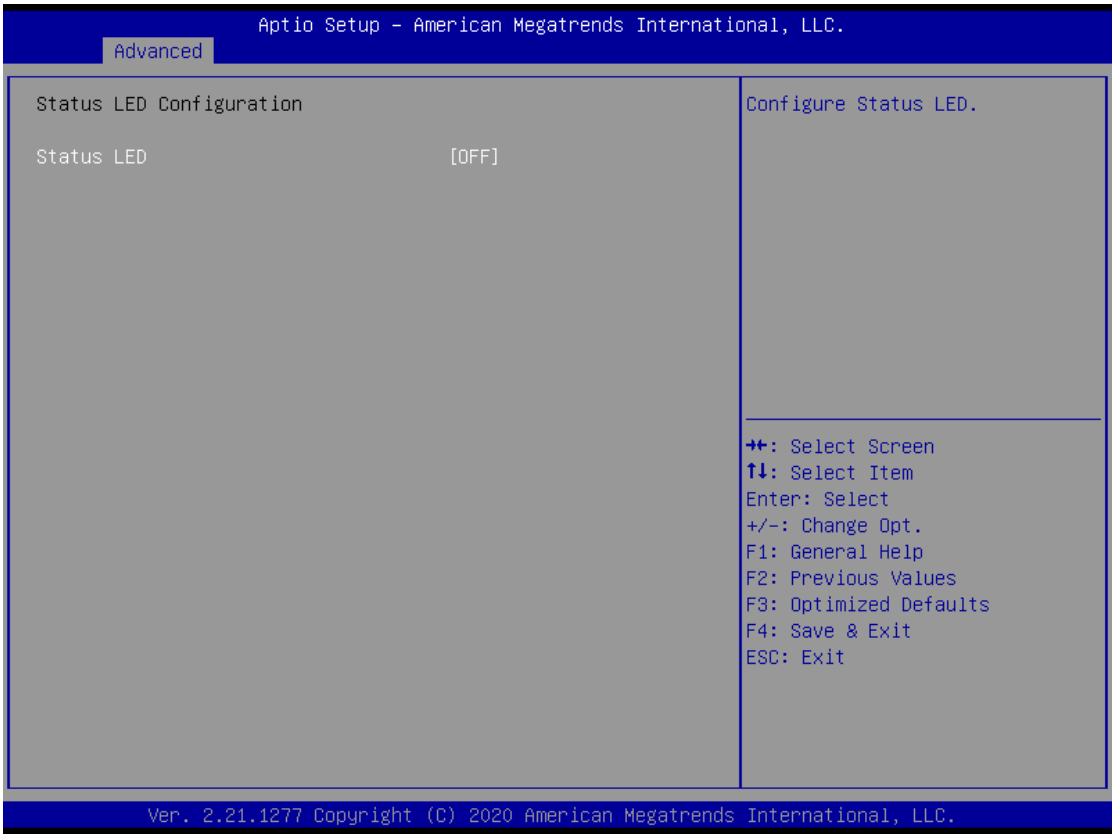 Aptio Setup – American Megatrends International, LLC.
Advanced
Status LED Configuration
Status LED [OFF]
Configure Status LED.
→←: Select Screen
↑↓: Select Item
Enter: Select
+/-: Change Opt.
F1: General Help
F2: Previous Values
F3: Optimized Defaults
F4: Save & Exit
ESC: Exit
Ver. 2.21.1277 Copyright (C) 2020 American Megatrends International, LLC.